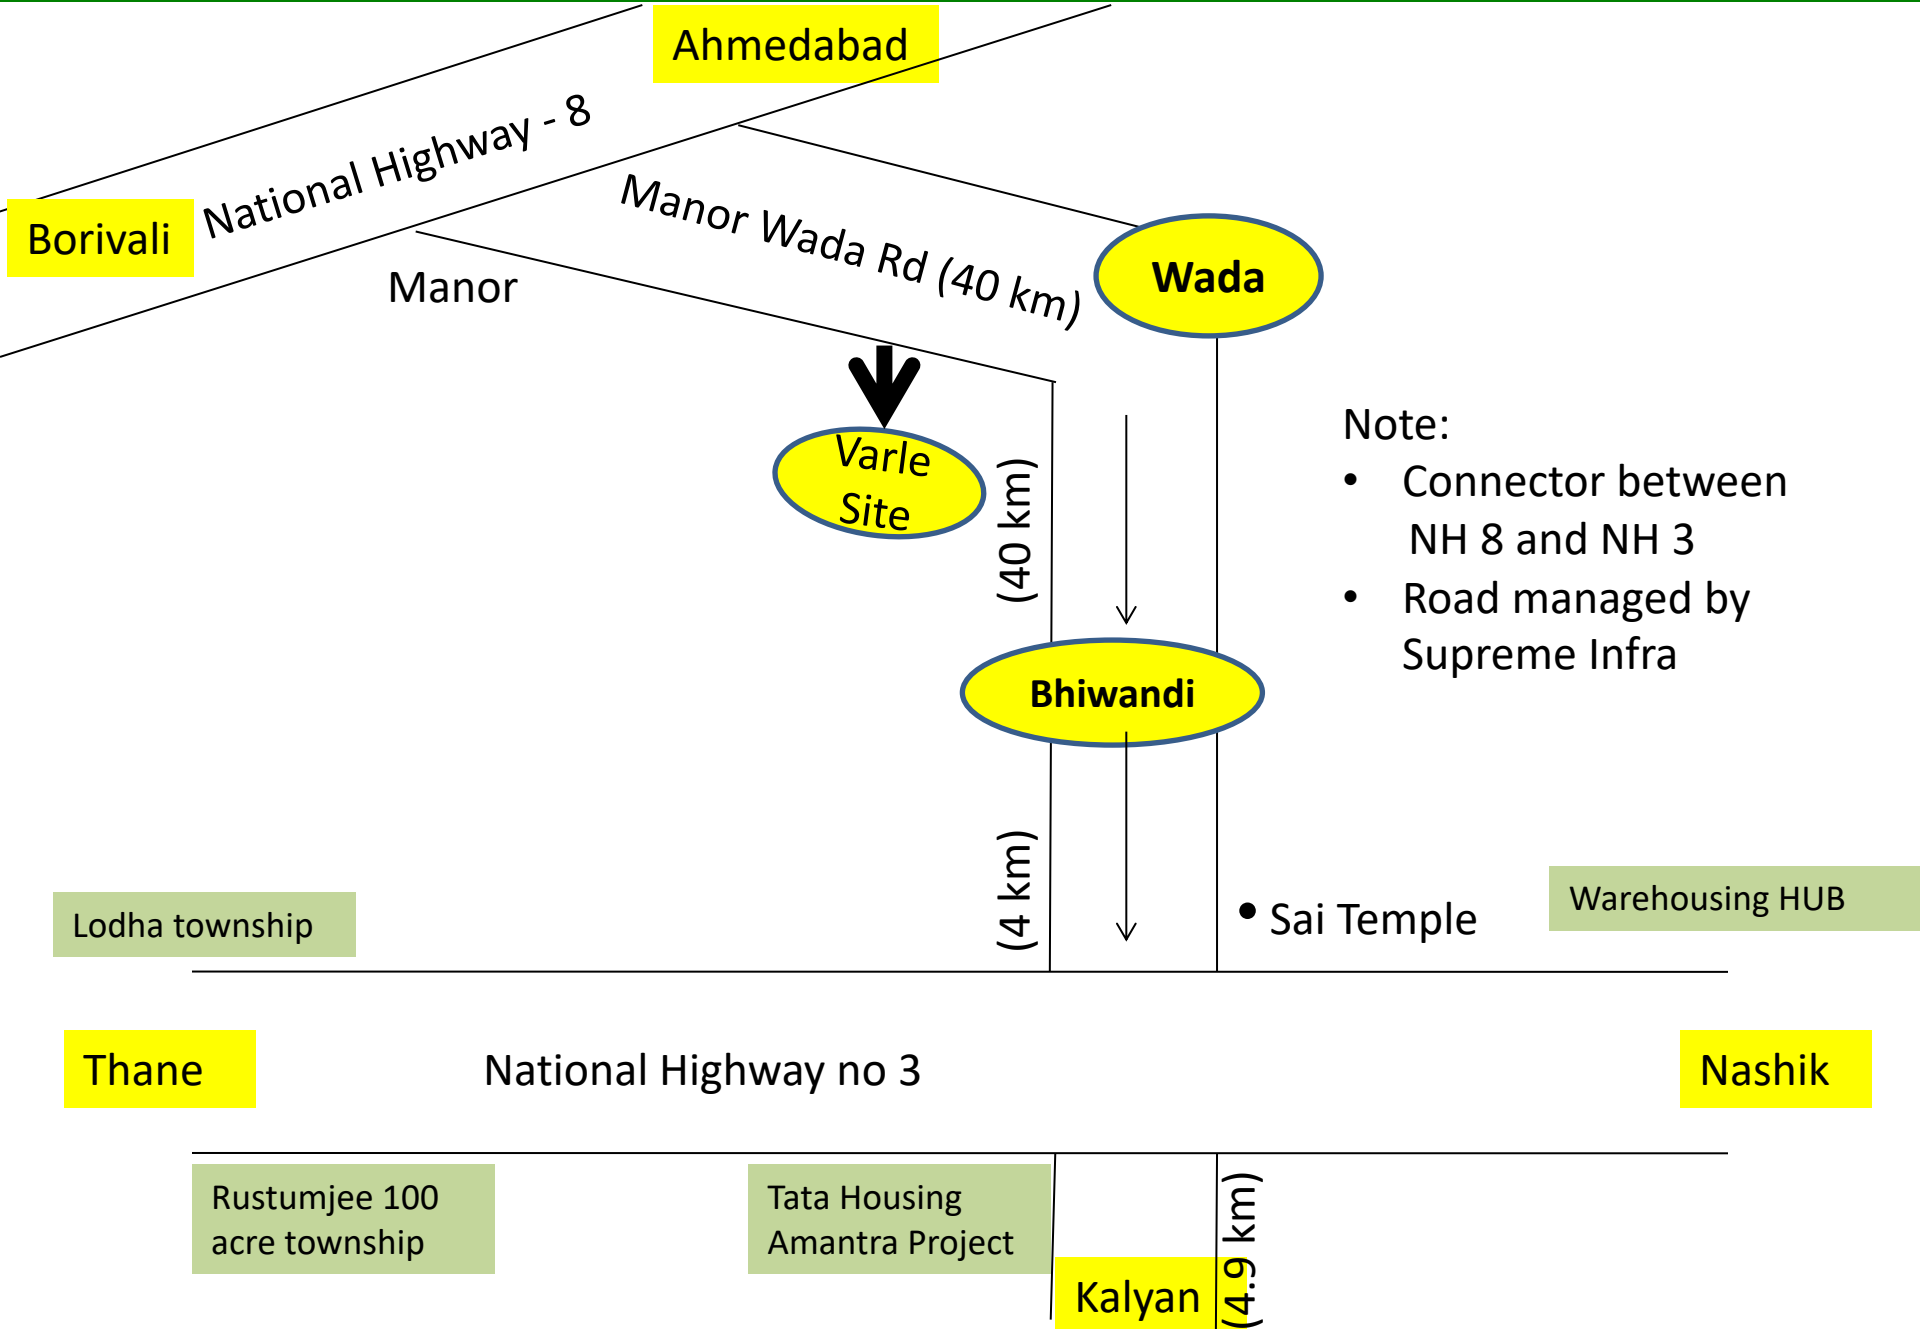 Ahmedabad
National Highway - 8
Borivali
Manor Wada Rd (40 km)
Manor
Wada
Varle
Site
(40 km)
Note:
• Connector between
NH 8 and NH 3
• Road managed by
Supreme Infra
Bhiwandi
(4 km)
• Sai Temple
Warehousing HUB
Lodha township
Thane
National Highway no 3
Nashik
Rustumjee 100
acre township
Tata Housing
Amantra Project
Kalyan
(4.9 km)